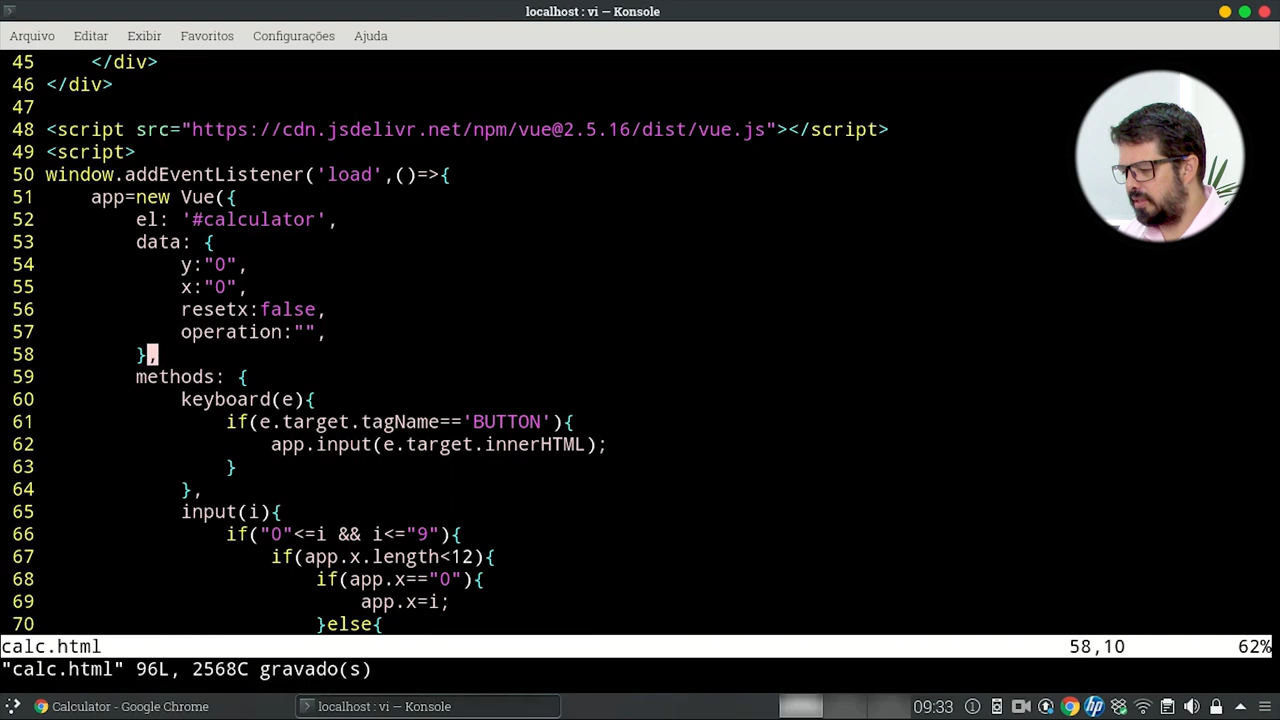 localhost : vi — Konsole
Arquivo Editar Exibir Favoritos Configurações Ajuda
45 </div>
46 </div>
47
48 <script src="https://cdn.jsdelivr.net/npm/vue@2.5.16/dist/vue.js"></script>
49 <script>
50 window.addEventListener('load',()=>{
51 app=new Vue({
52 el: '#calculator',
53 data: {
54 y:"0",
55 x:"0",
56 resetx:false,
57 operation:"",
58 },
59 methods: {
60 keyboard(e){
61 if(e.target.tagName=='BUTTON'){
62 app.input(e.target.innerHTML);
63 }
64 },
65 input(i){
66 if("0"<=i && i<="9"){
67 if(app.x.length<12){
68 if(app.x=="0"){
69 app.x=i;
70 }else{
calc.html 58,10 62%
"calc.html" 96L, 2568C gravado(s)
Calculator - Google Chrome localhost : vi — Konsole 09:33